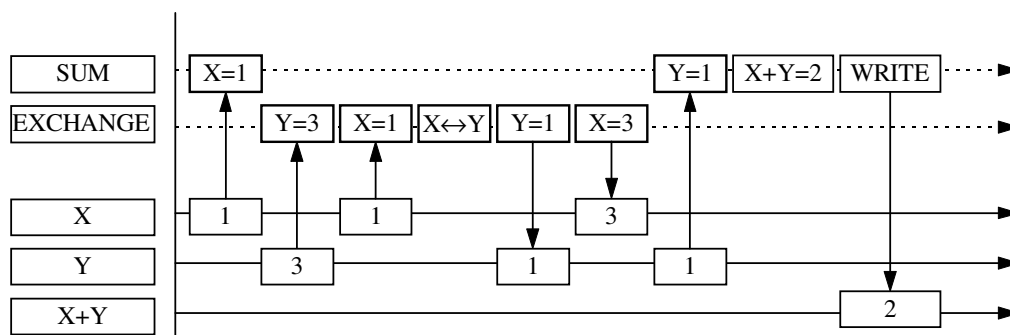 SUM X=1 Y=1 X+Y=2 WRITE
EXCHANGE Y=3 X=1 X↔Y Y=1 X=3
X 1 1 3
Y 3 1 1
X+Y 2